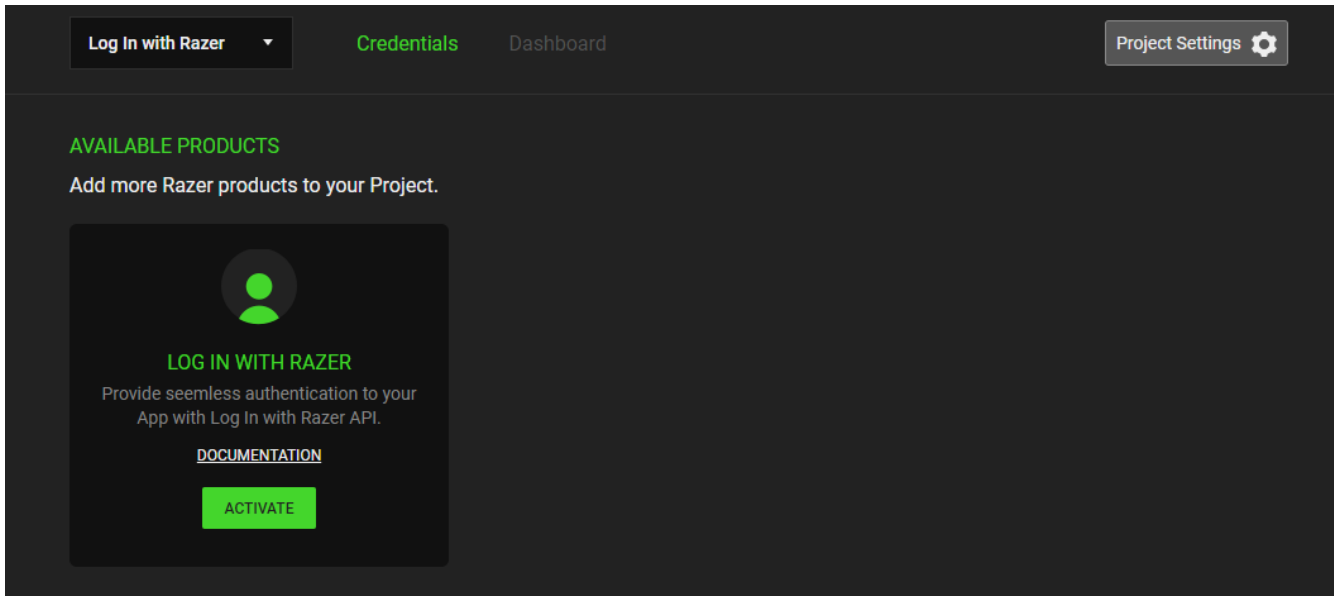 Log In with Razer
Credentials
Dashboard
Project Settings
AVAILABLE PRODUCTS
Add more Razer products to your Project.
LOG IN WITH RAZER
Provide seemless authentication to your
App with Log In with Razer API.
DOCUMENTATION
ACTIVATE